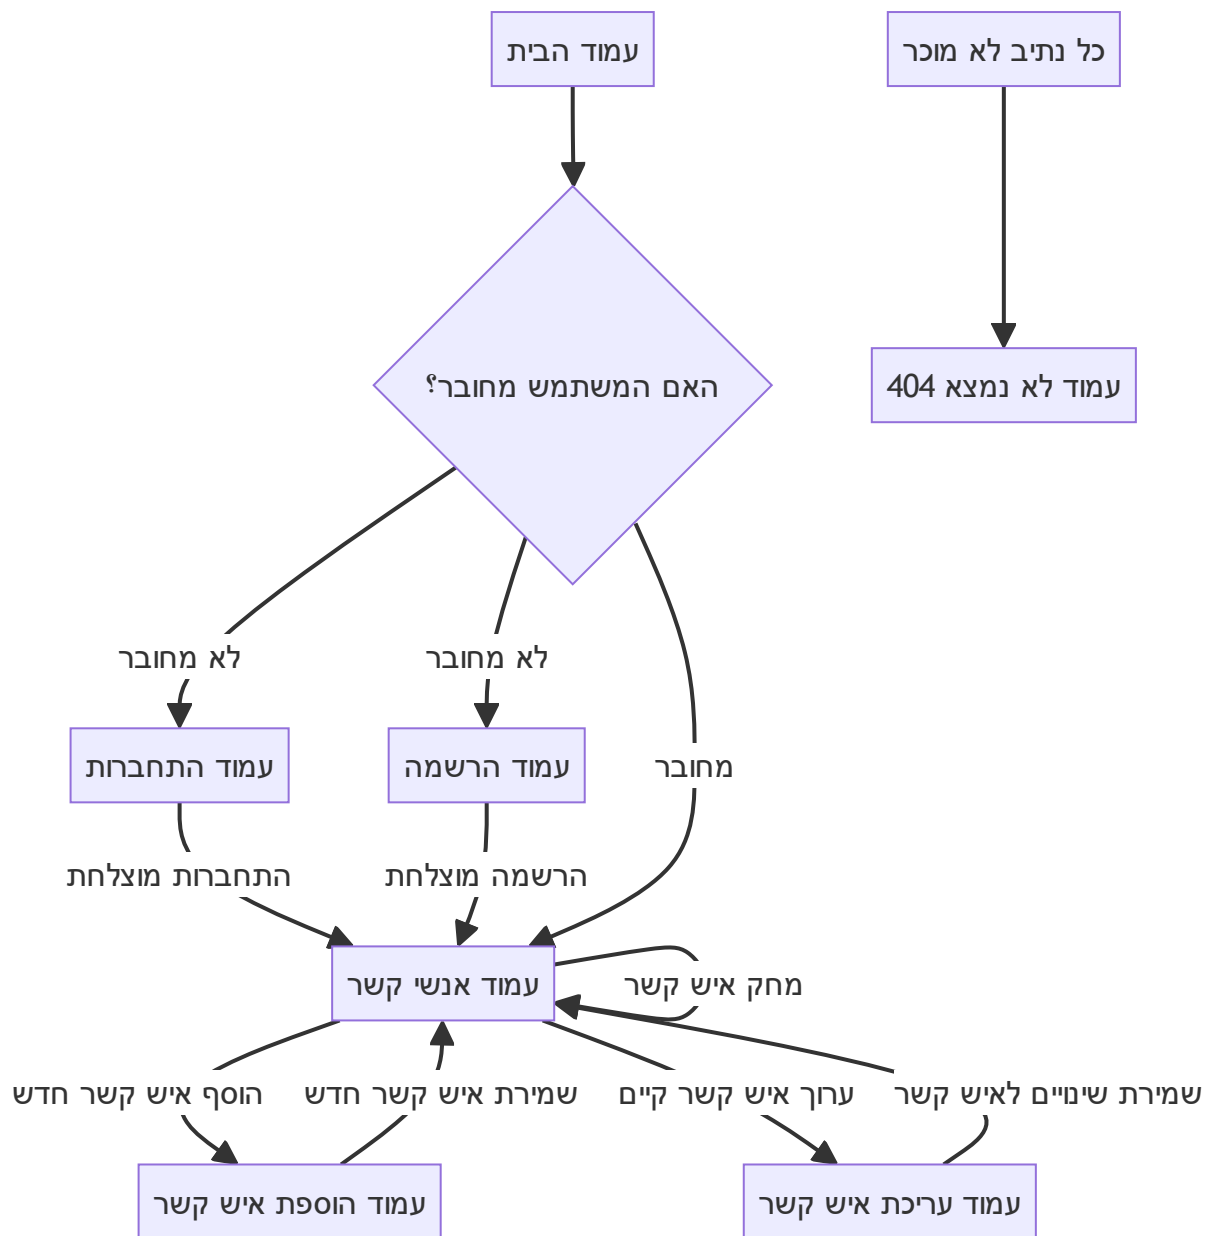 עמוד הבית
כל נתיב לא מוכר
האם המשתמש מחובר?
עמוד לא נמצא 404
לא מחובר
לא מחובר
עמוד התחברות
עמוד הרשמה
מחובר
התחברות מוצלחת
הרשמה מוצלחת
עמוד אנשי קשר
מחק איש קשר
הוסף איש קשר חדש
שמירת איש קשר חדש
ערוך איש קשר קיים
שמירת שינויים לאיש קשר
עמוד הוספת איש קשר
עמוד עריכת איש קשר